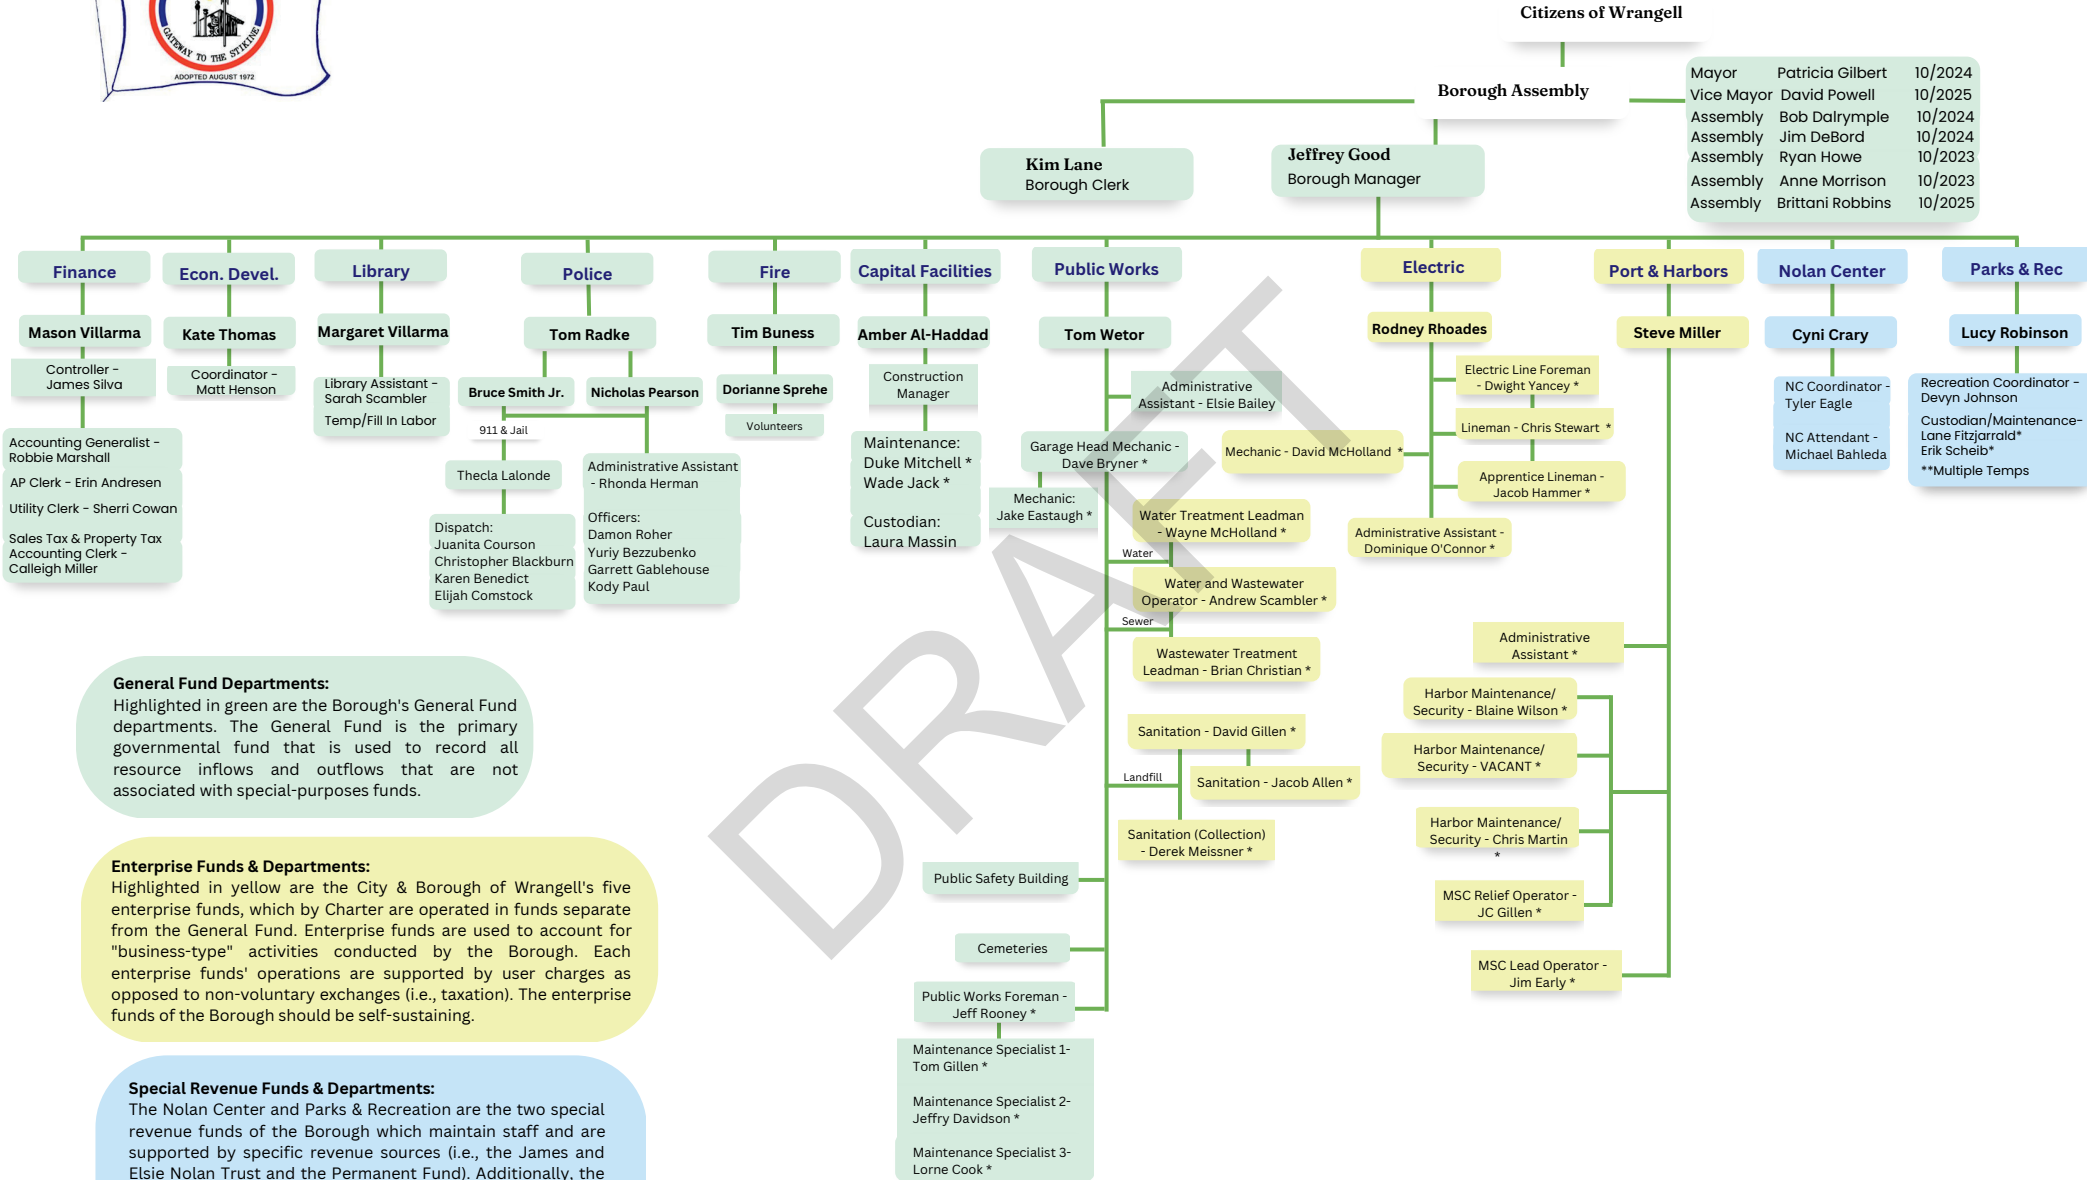 GATEWAY TO THE STIKINE
ADOPTED AUGUST 1972
Citizens of Wrangell
Borough Assembly
Mayor Patricia Gilbert 10/2024
Vice Mayor David Powell 10/2025
Assembly Bob Dalrymple 10/2024
Assembly Jim DeBord 10/2024
Assembly Ryan Howe 10/2023
Assembly Anne Morrison 10/2023
Assembly Brittani Robbins 10/2025
Kim Lane
Borough Clerk
Jeffrey Good
Borough Manager
Finance
Mason Villarma
Controller –
James Silva
Accounting Generalist –
Robbie Marshall
AP Clerk – Erin Andresen
Utility Clerk – Sherri Cowan
Sales Tax & Property Tax
Accounting Clerk –
Calleigh Miller
Econ. Devel.
Kate Thomas
Coordinator –
Matt Henson
Library
Margaret Villarma
Library Assistant –
Sarah Scambler
Temp/Fill In Labor
Police
Tom Radke
Bruce Smith Jr.
Nicholas Pearson
911 & Jail
Thecla Lalonde
Dispatch:
Juanita Courson
Christopher Blackburn
Karen Benedict
Elijah Comstock
Administrative Assistant
- Rhonda Herman
Officers:
Damon Roher
Yuriy Bezzubenko
Garrett Gablehouse
Kody Paul
Fire
Tim Buness
Dorianne Sprehe
Volunteers
Capital Facilities
Amber Al-Haddad
Construction
Manager
Maintenance:
Duke Mitchell *
Wade Jack *
Custodian:
Laura Massin
Public Works
Tom Wetor
Administrative
Assistant - Elsie Bailey
Garage Head Mechanic -
Dave Bryner *
Mechanic:
Jake Eastaugh *
Water Treatment Leadman
- Wayne McHolland *
Water
Water and Wastewater
Operator - Andrew Scambler *
Sewer
Wastewater Treatment
Leadman - Brian Christian *
Sanitation - David Gillen *
Landfill
Sanitation - Jacob Allen *
Sanitation (Collection)
- Derek Meissner *
Public Safety Building
Cemeteries
Public Works Foreman -
Jeff Rooney *
Maintenance Specialist 1-
Tom Gillen *
Maintenance Specialist 2-
Jeffry Davidson *
Maintenance Specialist 3-
Lorne Cook *
Electric
Rodney Rhoades
Electric Line Foreman
- Dwight Yancey *
Lineman - Chris Stewart *
Mechanic - David McHolland *
Apprentice Lineman -
Jacob Hammer *
Administrative Assistant -
Dominique O'Connor *
Port & Harbors
Steve Miller
Administrative
Assistant *
Harbor Maintenance/
Security - Blaine Wilson *
Harbor Maintenance/
Security - VACANT *
Harbor Maintenance/
Security - Chris Martin
*
MSC Relief Operator -
JC Gillen *
MSC Lead Operator -
Jim Early *
Nolan Center
Cyni Crary
NC Coordinator -
Tyler Eagle
NC Attendant -
Michael Bahleda
Parks & Rec
Lucy Robinson
Recreation Coordinator –
Devyn Johnson
Custodian/Maintenance-
Lane Fitzjarrald*
Erik Scheib*
**Multiple Temps
DRAFT
General Fund Departments:
Highlighted in green are the Borough's General Fund
departments. The General Fund is the primary
governmental fund that is used to record all
resource inflows and outflows that are not
associated with special-purposes funds.
Enterprise Funds & Departments:
Highlighted in yellow are the City & Borough of Wrangell's five
enterprise funds, which by Charter are operated in funds separate
from the General Fund. Enterprise funds are used to account for
"business-type" activities conducted by the Borough. Each
enterprise funds' operations are supported by user charges as
opposed to non-voluntary exchanges (i.e., taxation). The enterprise
funds of the Borough should be self-sustaining.
Special Revenue Funds & Departments:
The Nolan Center and Parks & Recreation are the two special
revenue funds of the Borough which maintain staff and are
supported by specific revenue sources (i.e., the James and
Elsie Nolan Trust and the Permanent Fund). Additionally, the